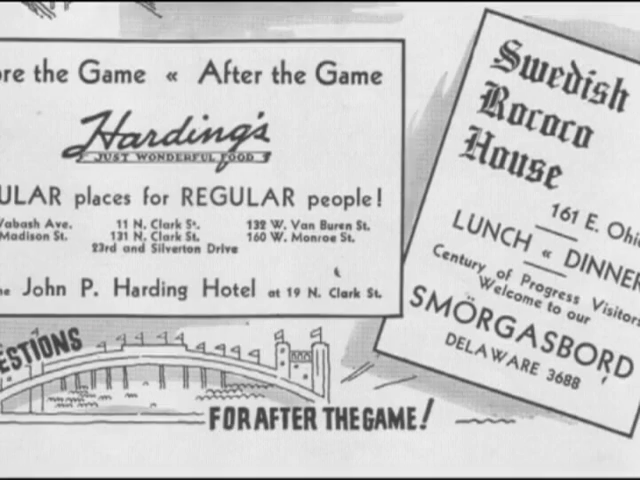 ore the Game « After the Game
Harding's
JUST WONDERFUL FOOD
ULAR places for REGULAR people!
Vabash Ave. 11 N. Clark St. 132 W. Van Buren St.
Madison St. 131 N. Clark St. 160 W. Monroe St.
23rd and Silverton Drive
he John P. Harding Hotel at 19 N. Clark St.
Swedish
Rococo
House
161 E. Ohio
LUNCH « DINNER
Century of Progress Visitors
Welcome to our
SMÖRGASBORD
DELAWARE 3688
ESTIONS
FOR AFTER THE GAME!